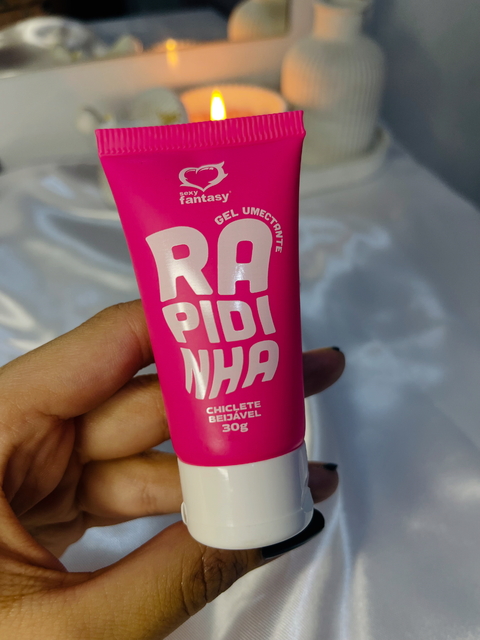 sexy
fantasy
GEL UMECTANTE
RA
PIDI
NHA
CHICLETE
BEIJÁVEL
30g